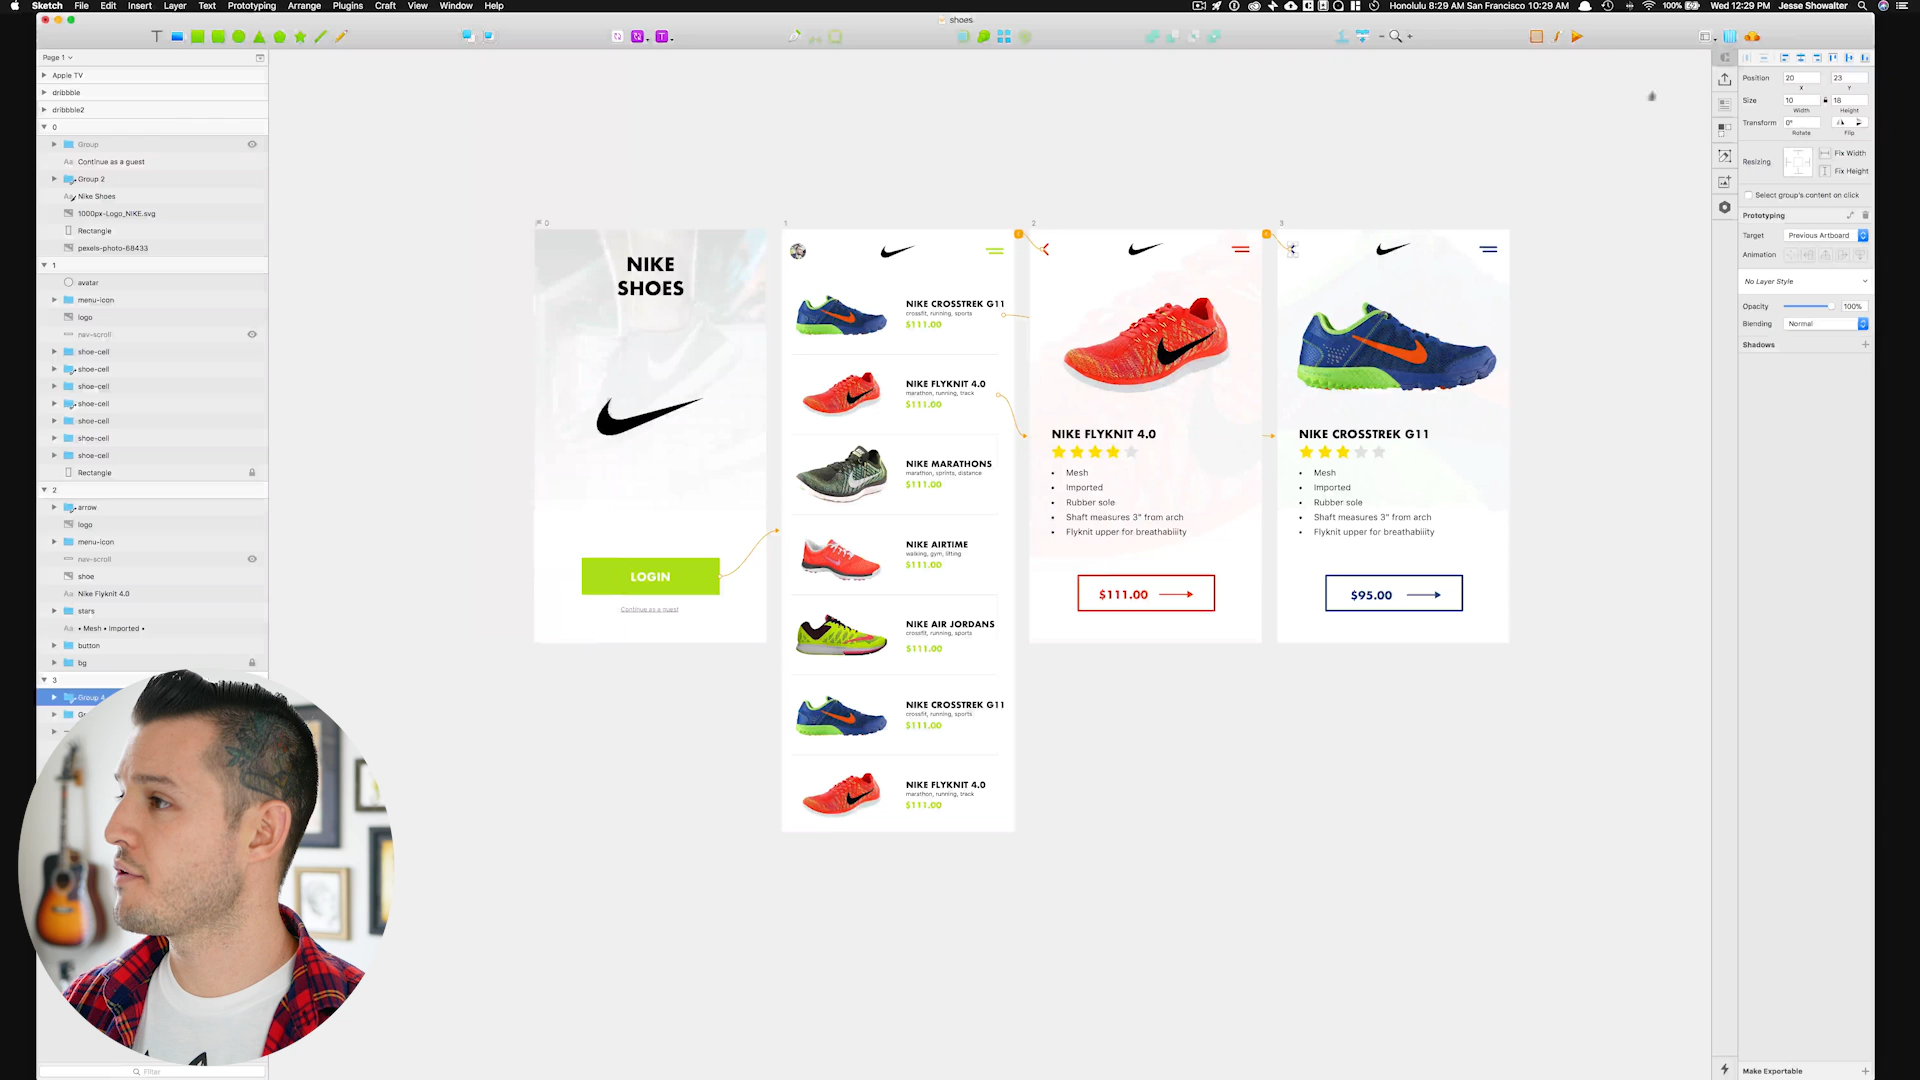 Sketch File Edit Insert Layer Text Prototyping Arrange Plugins Craft View Window Help
Honolulu 8:29 AM San Francisco 10:29 AM
100%
Wed 12:29 PM Jesse Showalter
shoes
Page 1
Apple TV
dribbble
dribbble2
0
Group
Continue as a guest
Group 2
Nike Shoes
1000px-Logo_NIKE.svg
Rectangle
pexels-photo-68433
1
avatar
menu-icon
logo
nav-scroll
shoe-cell
shoe-cell
shoe-cell
shoe-cell
shoe-cell
shoe-cell
shoe-cell
Rectangle
2
arrow
logo
menu-icon
nav-scroll
shoe
Nike Flyknit 4.0
stars
• Mesh • Imported •
button
bg
3
Group 4
Filter
0
NIKE
SHOES
LOGIN
Continue as a guest
1
NIKE CROSSTREK G11
crossfit, running, sports
$111.00
NIKE FLYKNIT 4.0
marathon, running, track
$111.00
NIKE MARATHONS
marathon, sprints, distance
$111.00
NIKE AIRTIME
walking, gym, lifting
$111.00
NIKE AIR JORDANS
crossfit, running, sports
$111.00
NIKE CROSSTREK G11
crossfit, running, sports
$111.00
NIKE FLYKNIT 4.0
marathon, running, track
$111.00
2
NIKE FLYKNIT 4.0
• Mesh
• Imported
• Rubber sole
• Shaft measures 3" from arch
• Flyknit upper for breathabiiity
$111.00
3
NIKE CROSSTREK G11
• Mesh
• Imported
• Rubber sole
• Shaft measures 3" from arch
• Flyknit upper for breathabiiity
$95.00
Position 20 23
X Y
Size 10 18
Width Height
Transform 0°
Rotate Flip
Resizing Fix Width
Fix Height
Select group's content on click
Prototyping
Target Previous Artboard
Animation
No Layer Style
Opacity 100%
Blending Normal
Shadows
Make Exportable